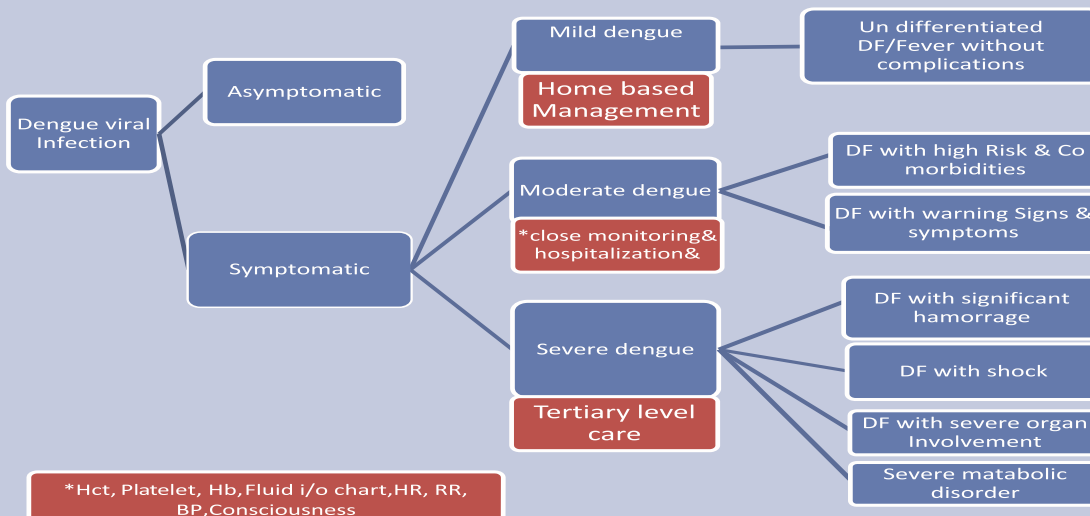 Dengue viral
Infection
Asymptomatic
Symptomatic
Mild dengue
Home based
Management
Un differentiated
DF/Fever without
complications
Moderate dengue
*close monitoring&
hospitalization&
DF with high Risk & Co
morbidities
DF with warning Signs &
symptoms
Severe dengue
Tertiary level
care
DF with significant
hamorrage
DF with shock
DF with severe organ
Involvement
Severe matabolic
disorder
*Hct, Platelet, Hb,Fluid i/o chart,HR, RR,
BP,Consciousness